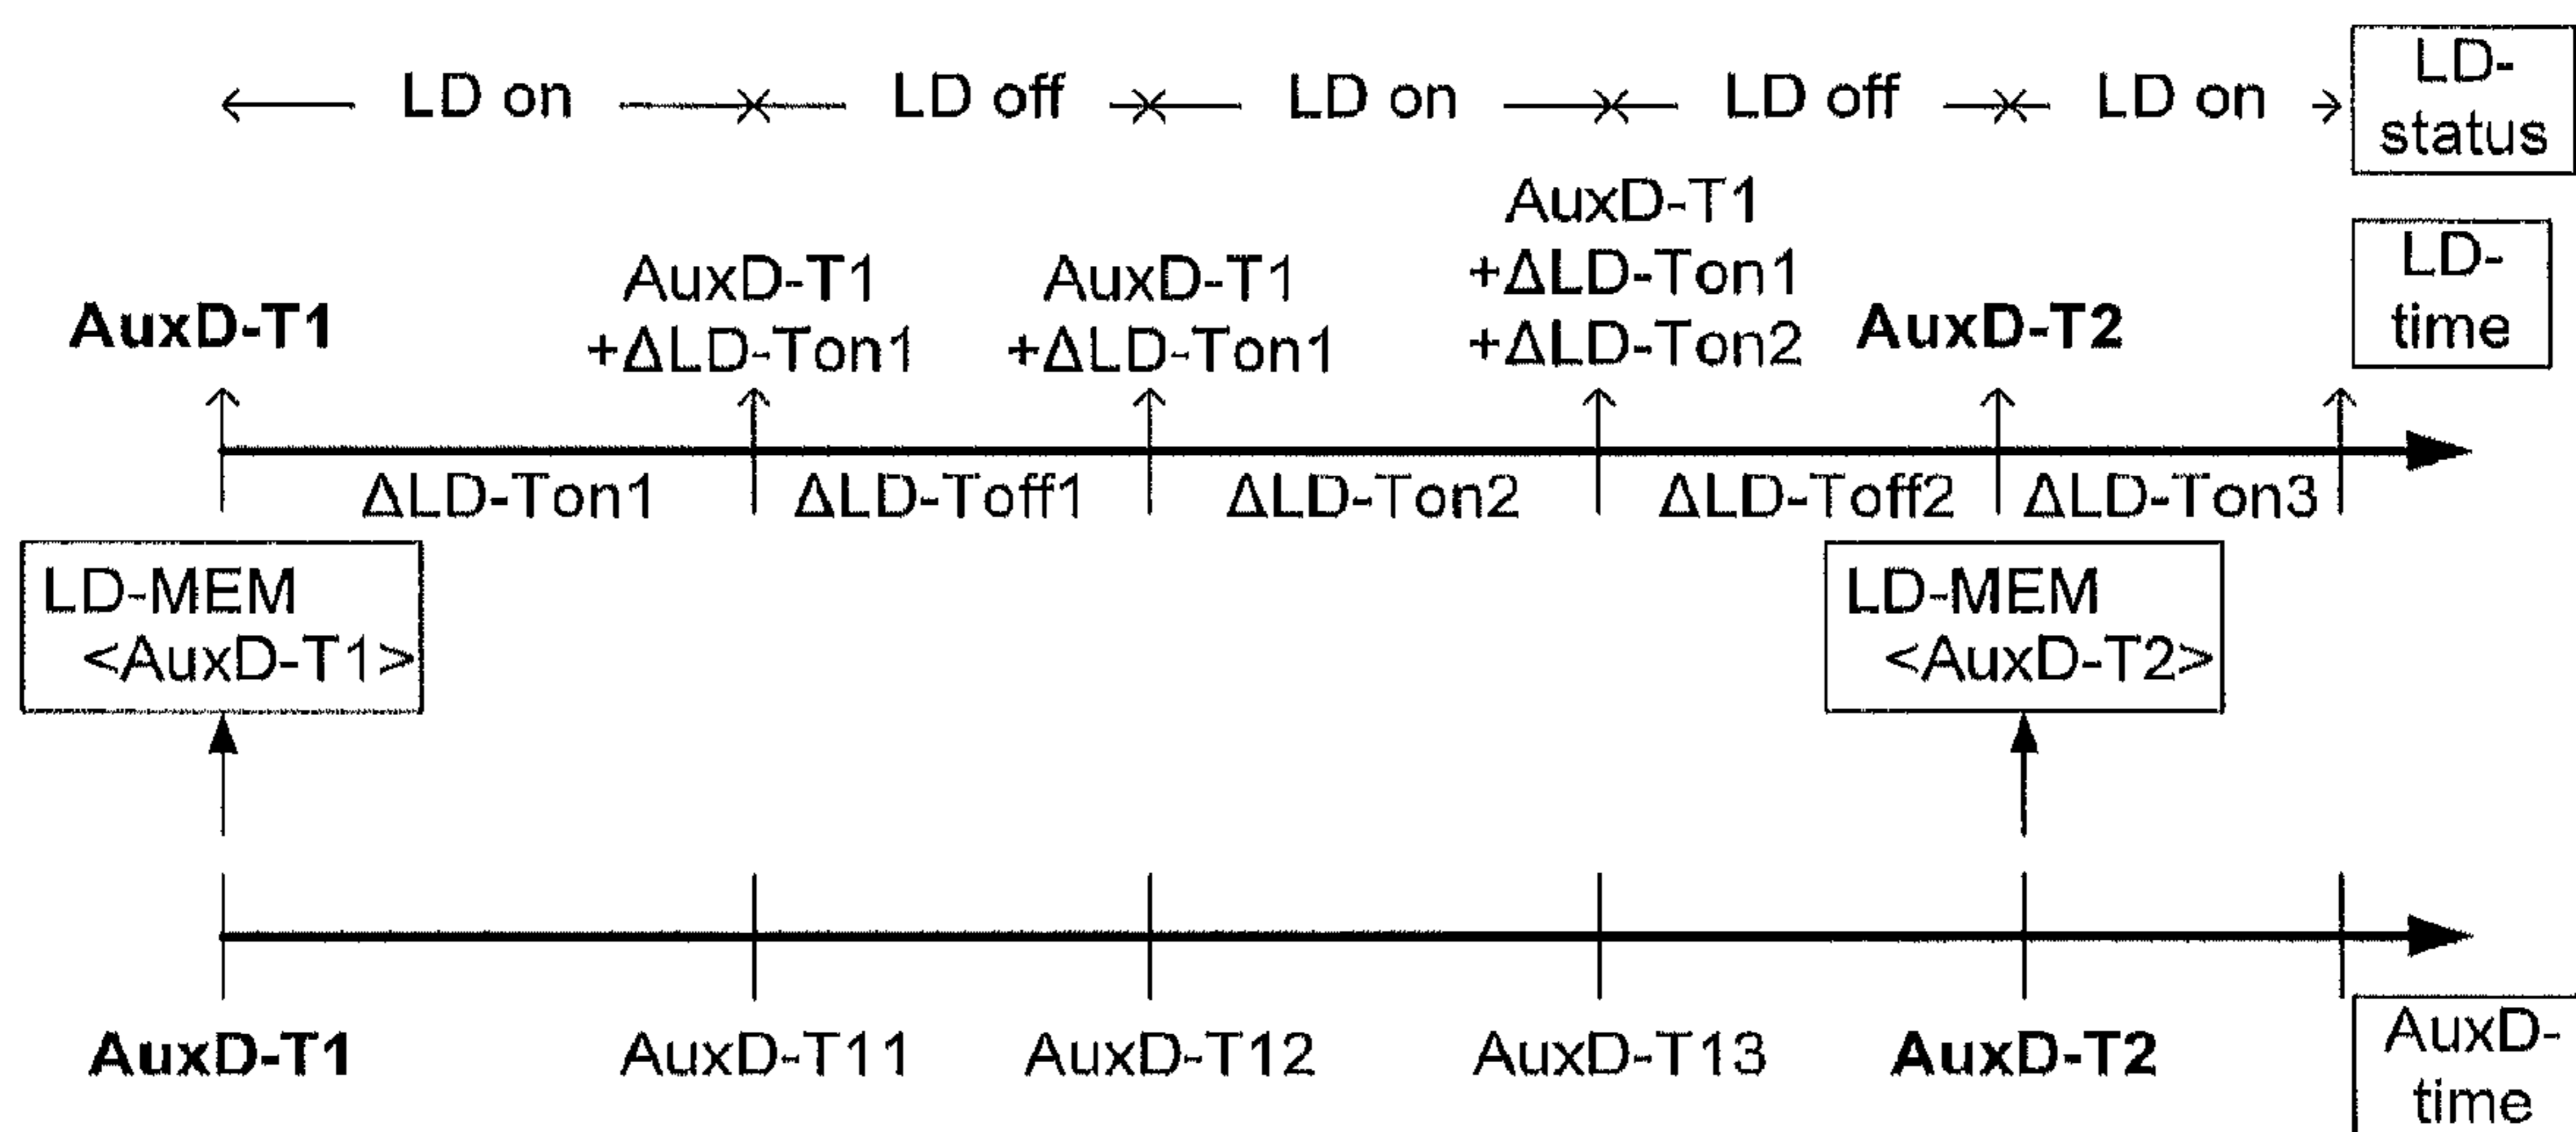 LD on LD off LD on LD off LD on
LD-
status
AuxD-T1
+ΔLD-Ton1
AuxD-T1
+ΔLD-Ton1
AuxD-T1
+ΔLD-Ton1
+ΔLD-Ton2
AuxD-T1
AuxD-T2
LD-
time
ΔLD-Ton1 ΔLD-Toff1 ΔLD-Ton2 ΔLD-Toff2 ΔLD-Ton3
LD-MEM
<AuxD-T1>
LD-MEM
<AuxD-T2>
AuxD-T1 AuxD-T11 AuxD-T12 AuxD-T13 AuxD-T2
AuxD-
time